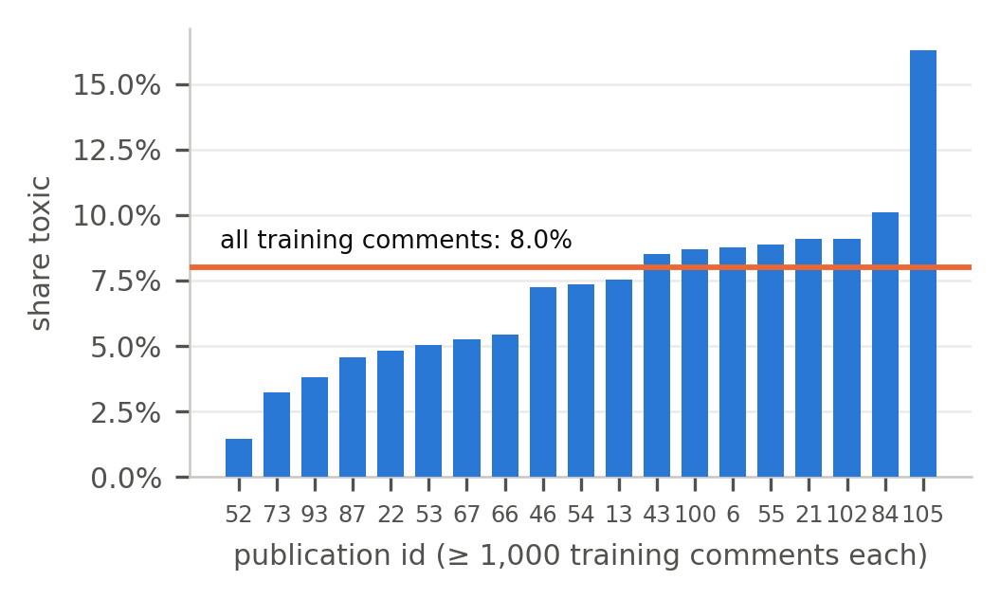 15.0%
12.5%
10.0%
7.5%
5.0%
2.5%
0.0%
share toxic
all training comments: 8.0%
52 73 93 87 22 53 67 66 46 54 13 43 100 6 55 21 102 84 105
publication id (≥ 1,000 training comments each)